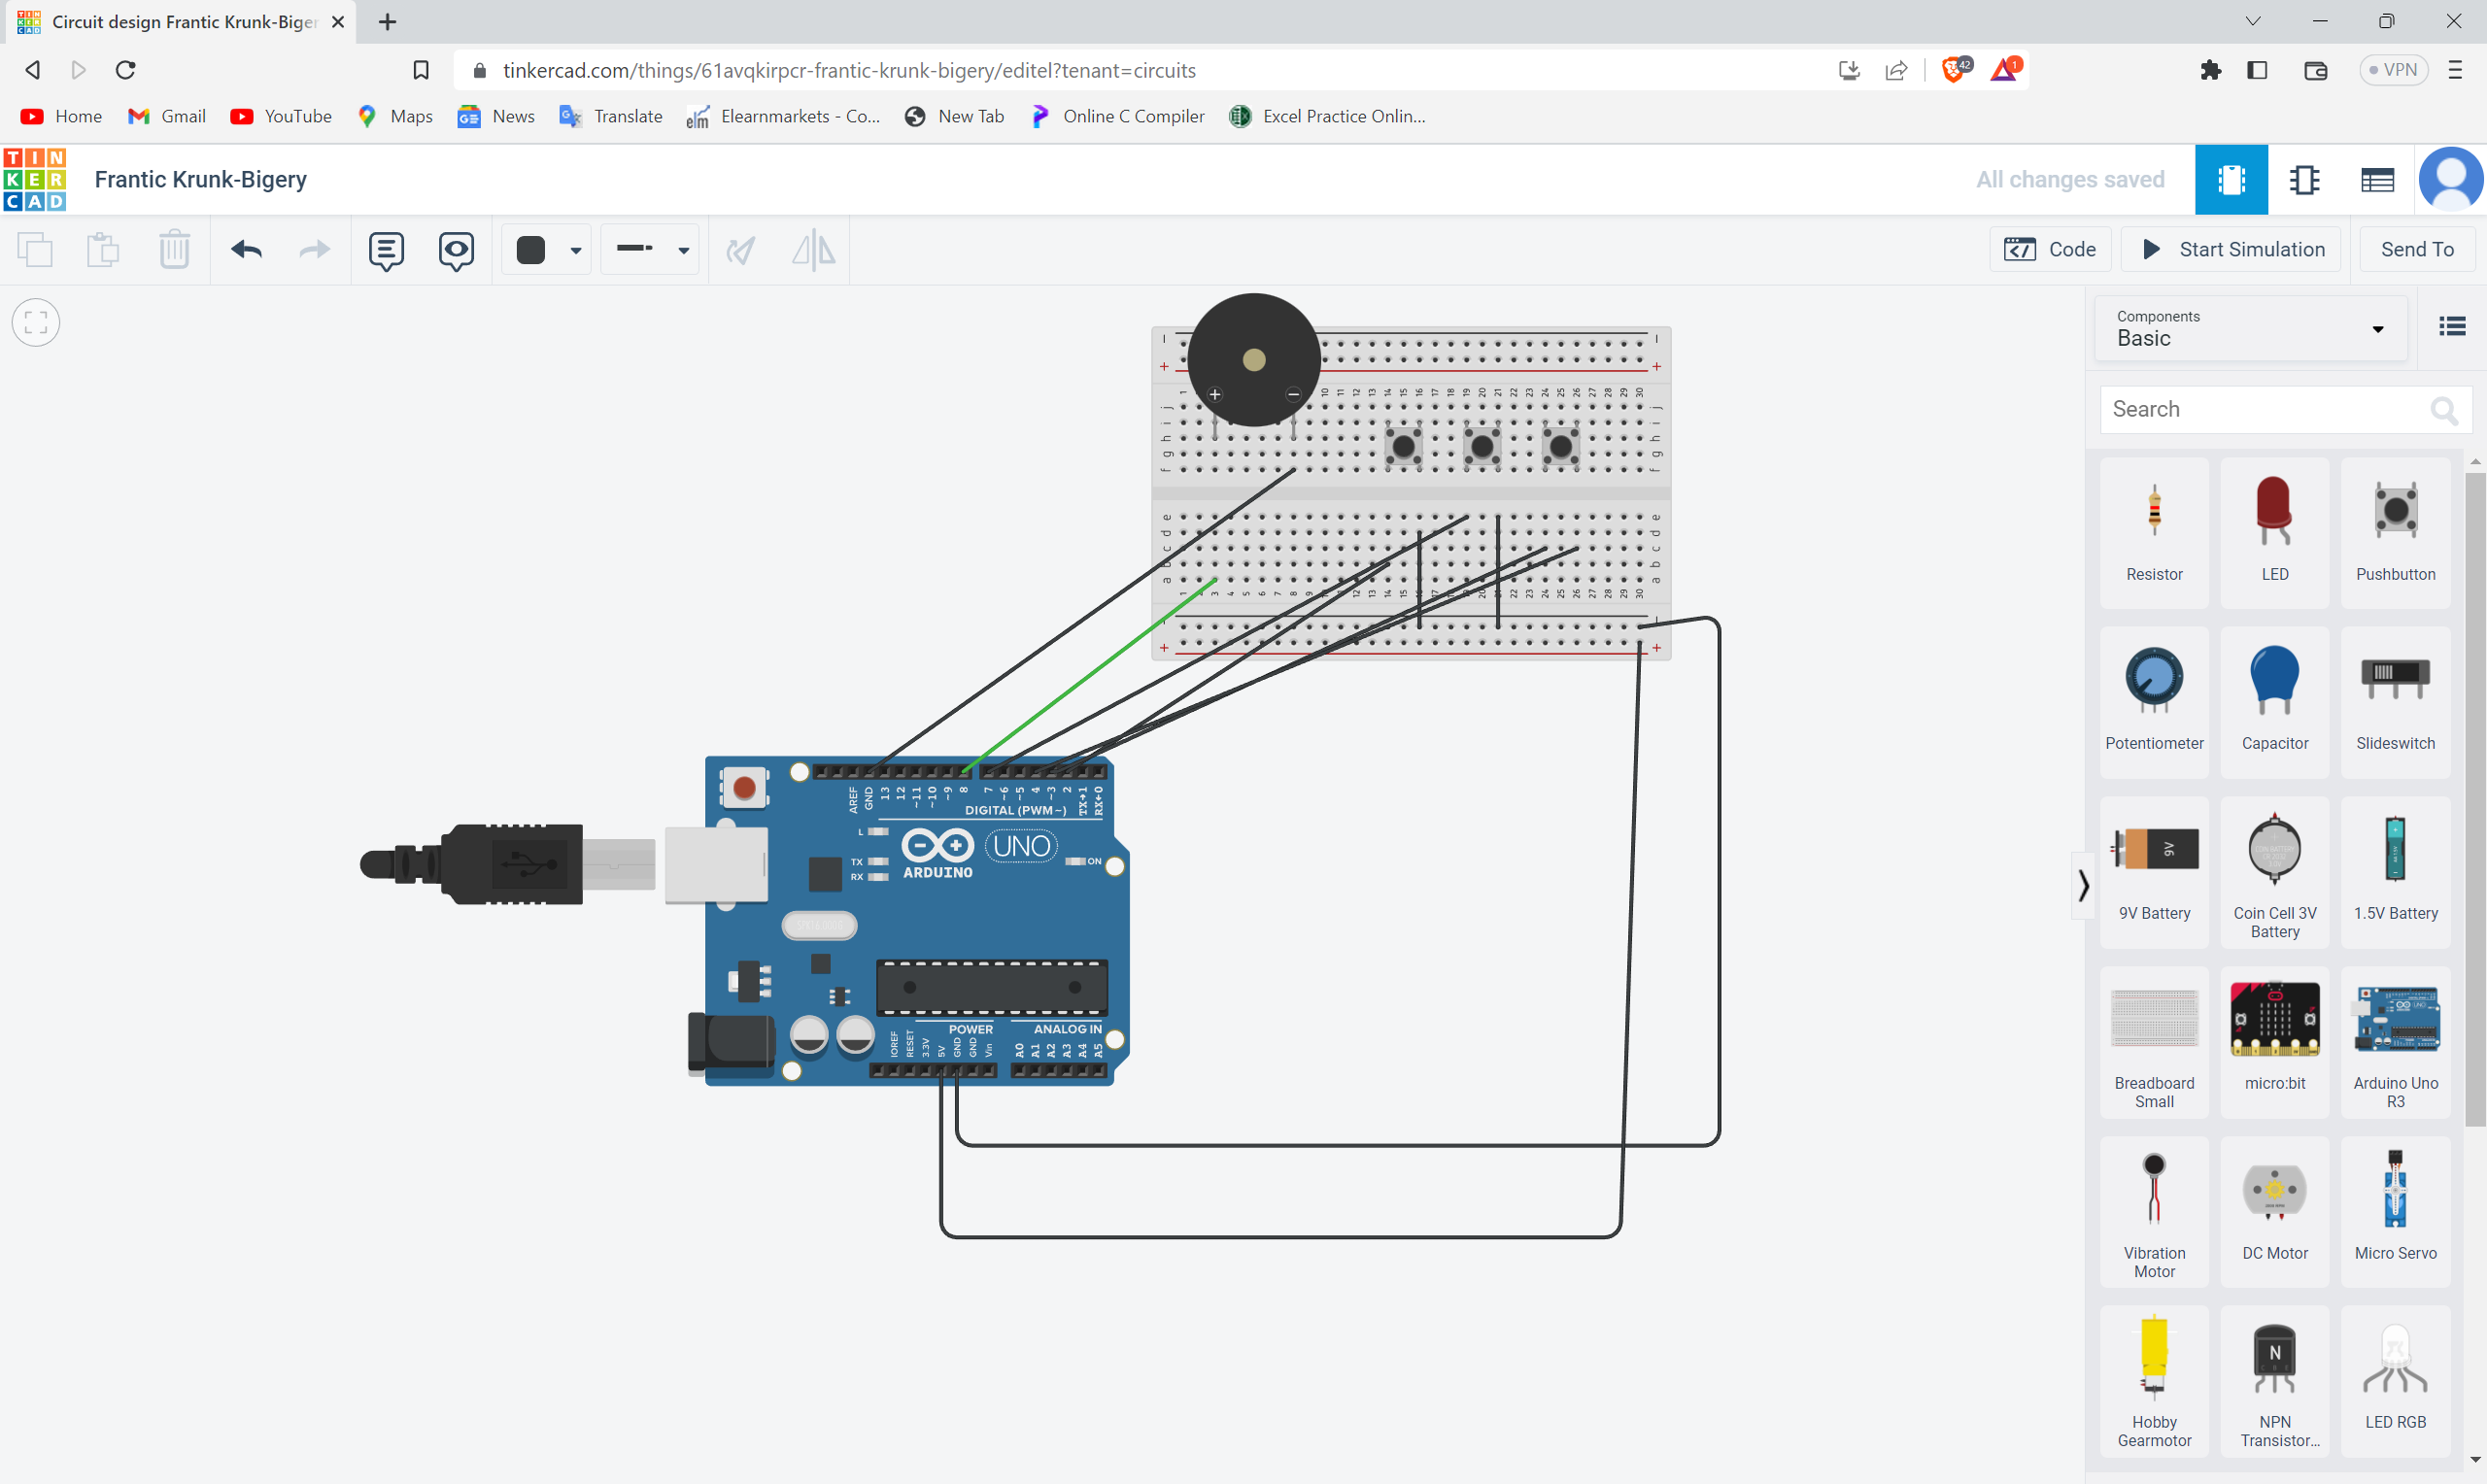 Circuit design Frantic Krunk-Biger
tinkercad.com/things/61avqkirpcr-frantic-krunk-bigery/editel?tenant=circuits
42
1
VPN
Home
Gmail
YouTube
Maps
News
Translate
Elearnmarkets - Co...
New Tab
Online C Compiler
Excel Practice Onlin...
TIN
KER
CAD
Frantic Krunk-Bigery
All changes saved
Code
Start Simulation
Send To
Components
Basic
Search
Resistor
LED
Pushbutton
Potentiometer
Capacitor
Slideswitch
9V
9V Battery
Coin Cell 3V
Battery
1.5V Battery
Breadboard
Small
micro:bit
Arduino Uno
R3
Vibration
Motor
DC Motor
Micro Servo
Hobby
Gearmotor
N
NPN
Transistor...
LED RGB
j
i
h
g
f
e
d
c
b
a
AREF
GND
13
12
~11
~10
~9
8
7
~6
~5
4
~3
2
TX→1
RX←0
DIGITAL (PWM~)
L
TX
RX
ARDUINO
UNO
ON
POWER
ANALOG IN
IOREF
RESET
3.3V
5V
GND
GND
Vin
A0
A1
A2
A3
A4
A5